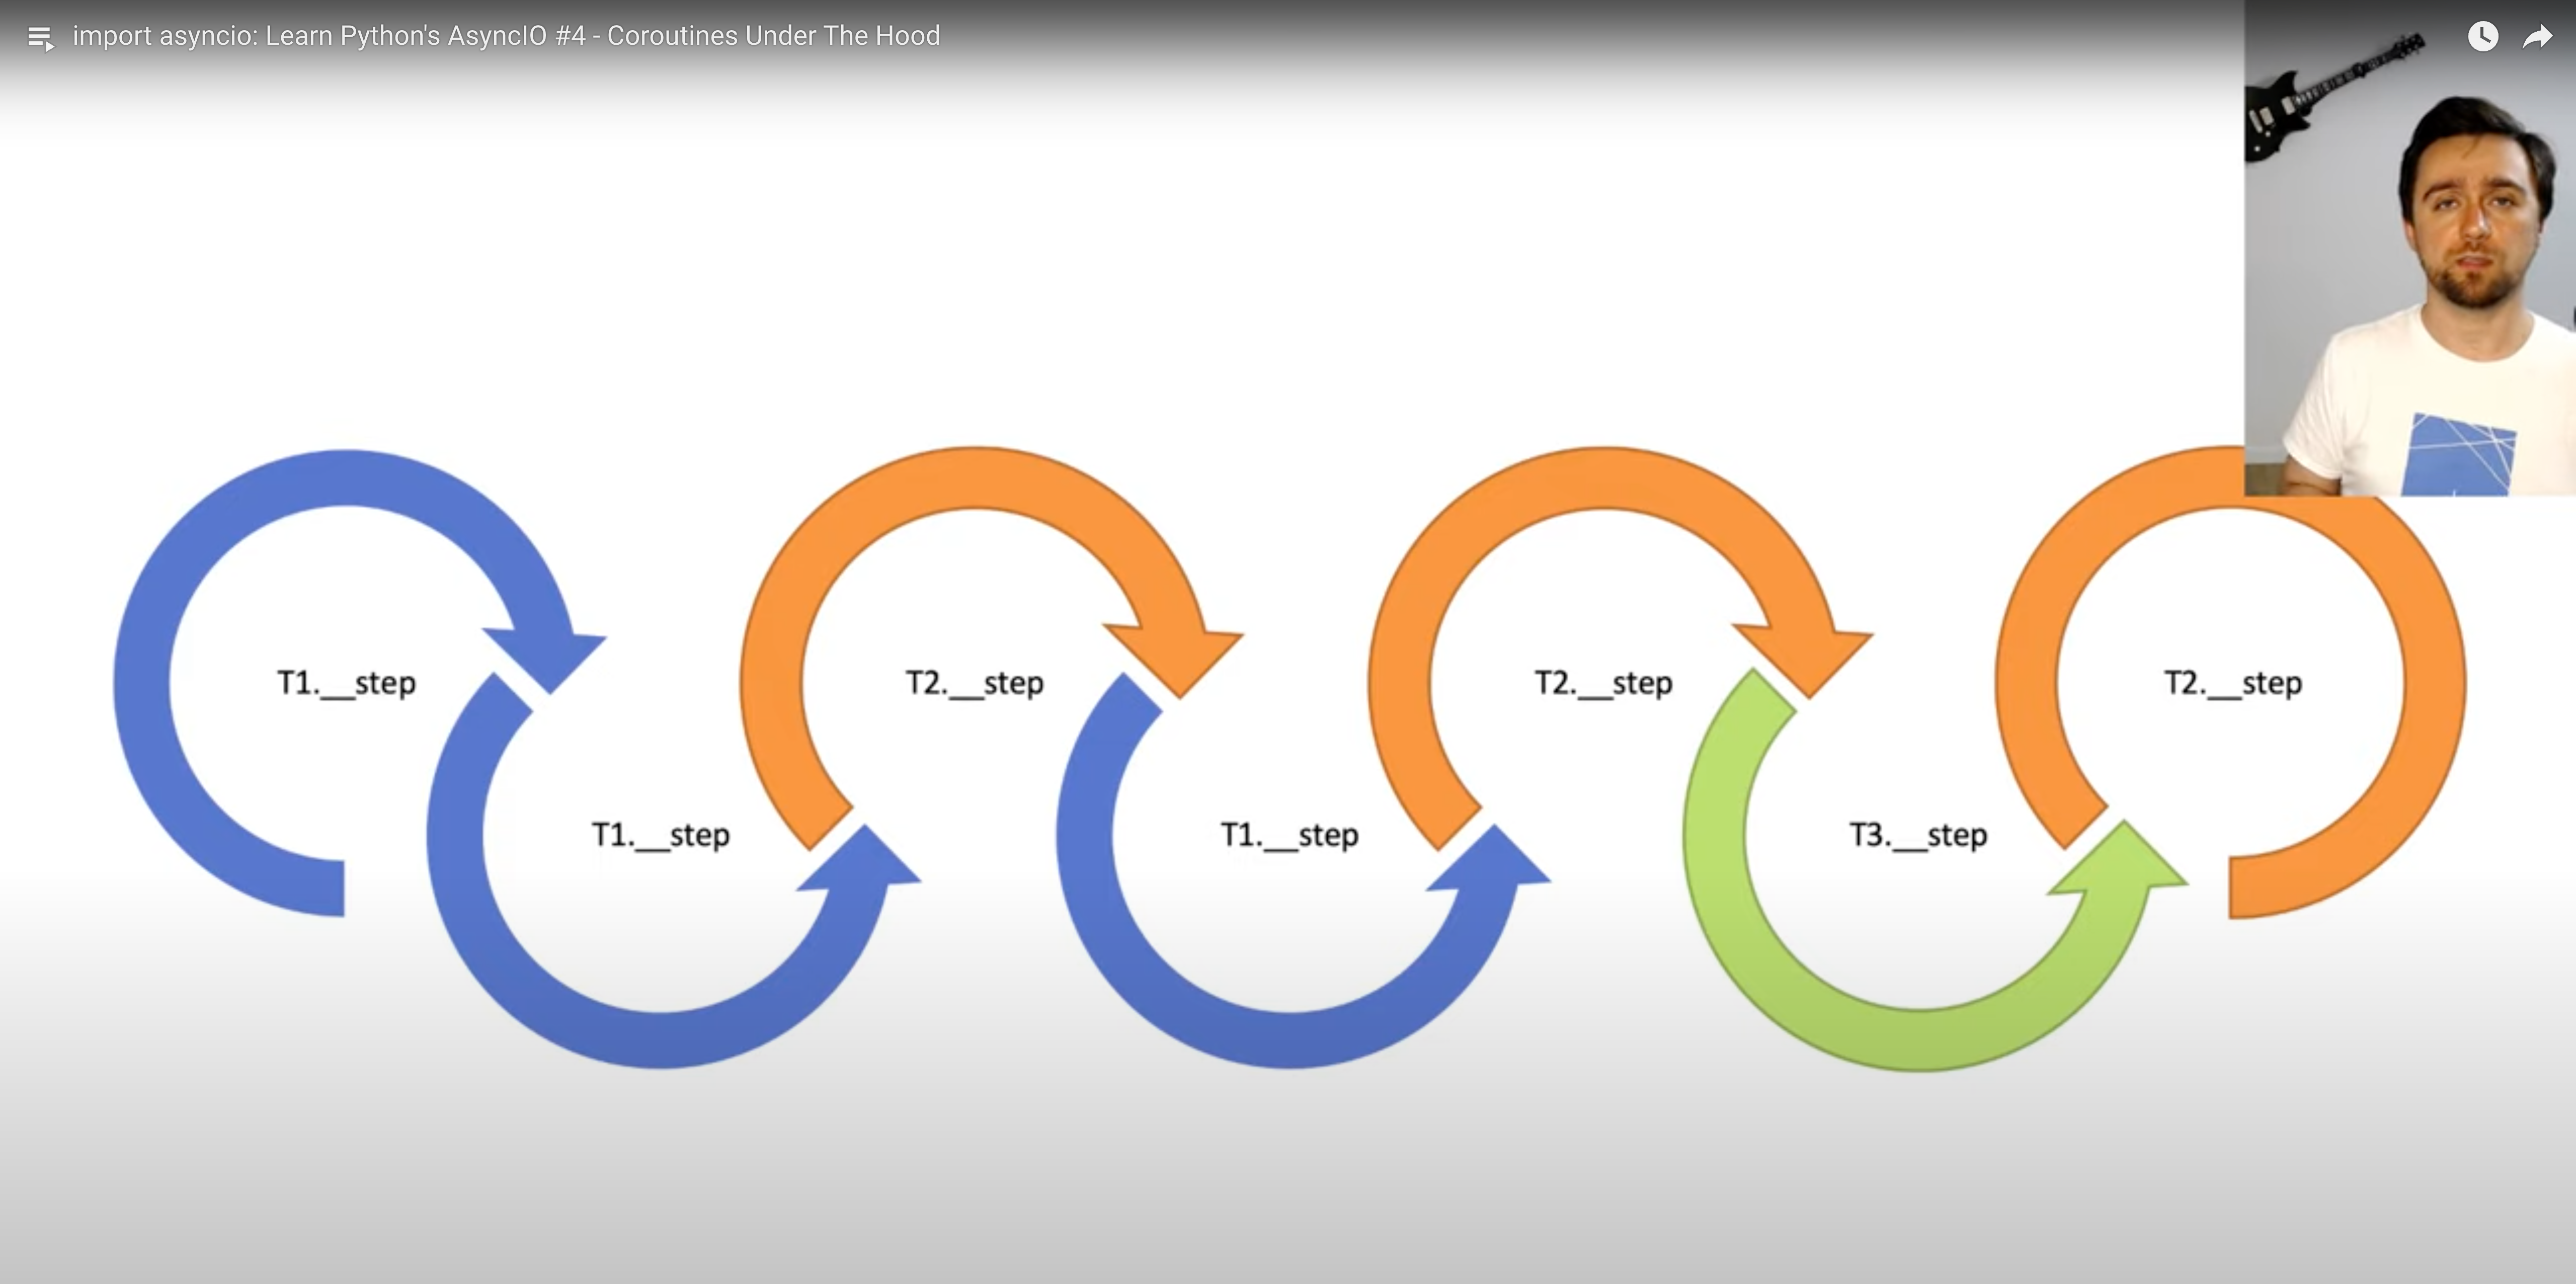 import asyncio: Learn Python's AsyncIO #4 - Coroutines Under The Hood
T1.__step
T1.__step
T2.__step
T1.__step
T2.__step
T3.__step
T2.__step